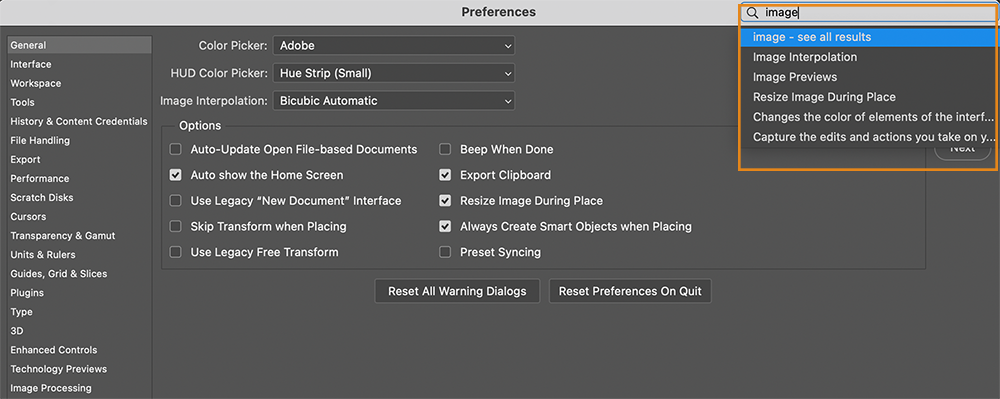 Preferences
image
image - see all results
Image Interpolation
Image Previews
Resize Image During Place
Changes the color of elements of the interf...
Capture the edits and actions you take on y...
Next
General
Interface
Workspace
Tools
History & Content Credentials
File Handling
Export
Performance
Scratch Disks
Cursors
Transparency & Gamut
Units & Rulers
Guides, Grid & Slices
Plugins
Type
3D
Enhanced Controls
Technology Previews
Image Processing
Color Picker: Adobe
HUD Color Picker: Hue Strip (Small)
Image Interpolation: Bicubic Automatic
Options
Auto-Update Open File-based Documents
Auto show the Home Screen
Use Legacy “New Document” Interface
Skip Transform when Placing
Use Legacy Free Transform
Beep When Done
Export Clipboard
Resize Image During Place
Always Create Smart Objects when Placing
Preset Syncing
Reset All Warning Dialogs
Reset Preferences On Quit